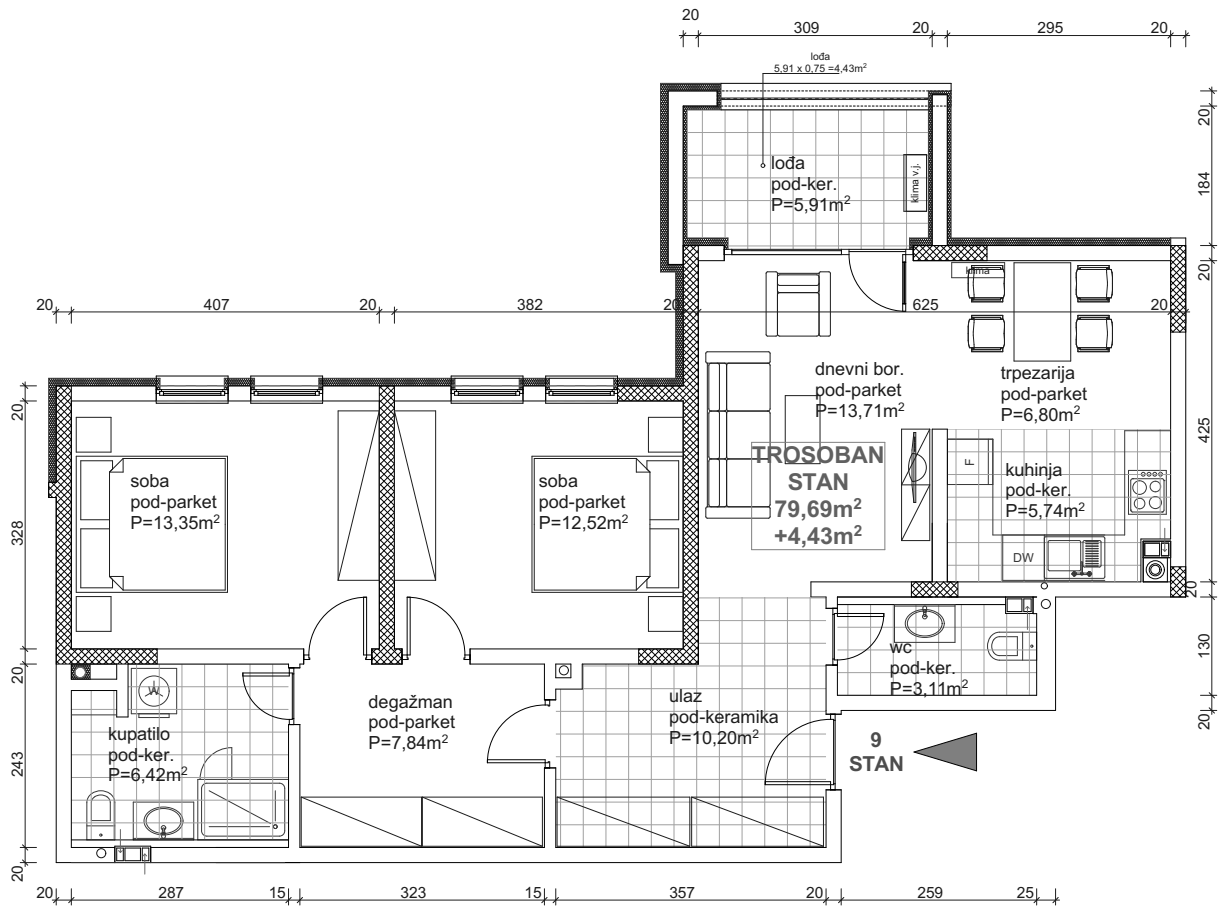 20
309
20
295
20
lođa
5,91 x 0,75 =4,43m²
20
184
20
lođa
pod-ker.
P=5,91m²
klima v.j.
klima
20
407
20
382
20
625
20
dnevni bor.
pod-parket
P=13,71m²
trpezarija
pod-parket
P=6,80m²
20
328
20
243
20
425
20
130
20
TROSOBAN
STAN
79,69m²
+4,43m²
F
kuhinja
pod-ker.
P=5,74m²
DW
soba
pod-parket
P=13,35m²
soba
pod-parket
P=12,52m²
wc
pod-ker.
P=3,11m²
W
kupatilo
pod-ker.
P=6,42m²
degažman
pod-parket
P=7,84m²
ulaz
pod-keramika
P=10,20m²
9
STAN
20
287
15
323
15
357
20
259
25